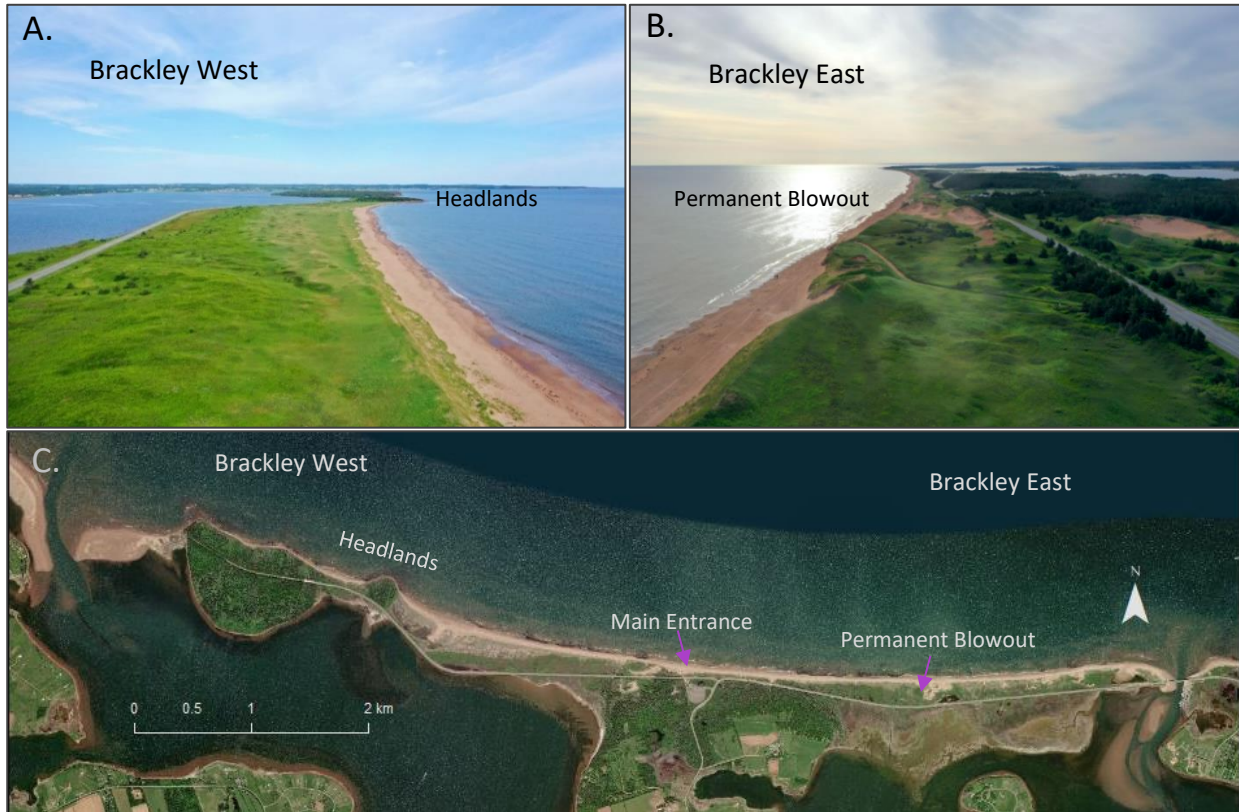 A.
Brackley West
Headlands
B.
Brackley East
Permanent Blowout
C.
Brackley West
Brackley East
Headlands
N
Main Entrance
Permanent Blowout
0 0.5 1 2 km